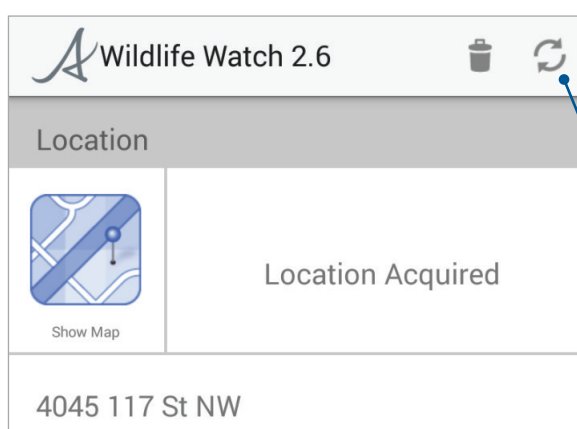 Wildlife Watch 2.6
Location
Location Acquired
Show Map
4045 117 St NW